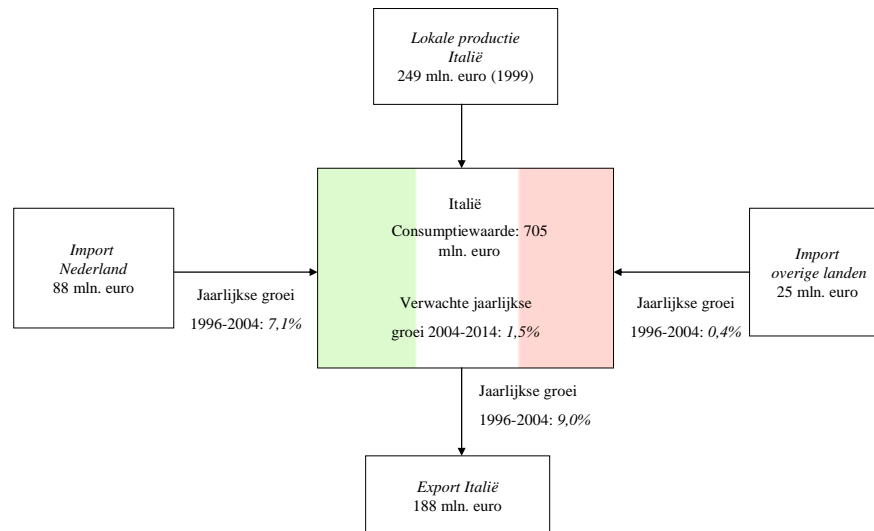 Lokale productie
Italië
249 mln. euro (1999)
Italië
Consumptiewaarde: 705
mln. euro
Verwachte jaarlijkse
groei 2004-2014: 1,5%
Import
Nederland
88 mln. euro
Jaarlijkse groei
1996-2004: 7,1%
Import
overige landen
25 mln. euro
Jaarlijkse groei
1996-2004: 0,4%
Jaarlijkse groei
1996-2004: 9,0%
Export Italië
188 mln. euro